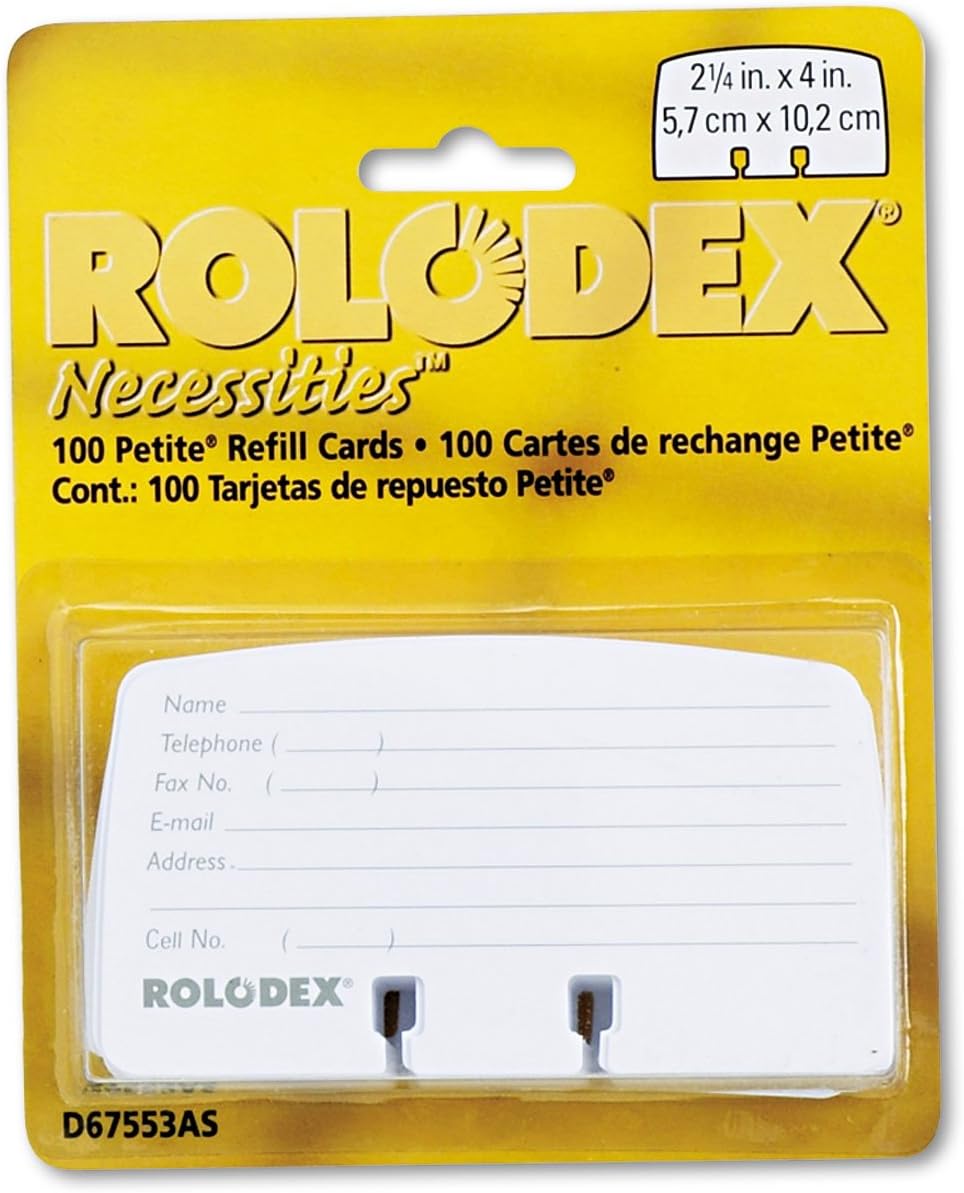 2¼ in. x 4 in.
5,7 cm x 10,2 cm
ROLODEX®
Necessities™
100 Petite® Refill Cards • 100 Cartes de rechange Petite®
Cont.: 100 Tarjetas de repuesto Petite®
Name
Telephone ( )
Fax No. ( )
E-mail
Address
Cell No. ( )
ROLODEX®
D67553AS